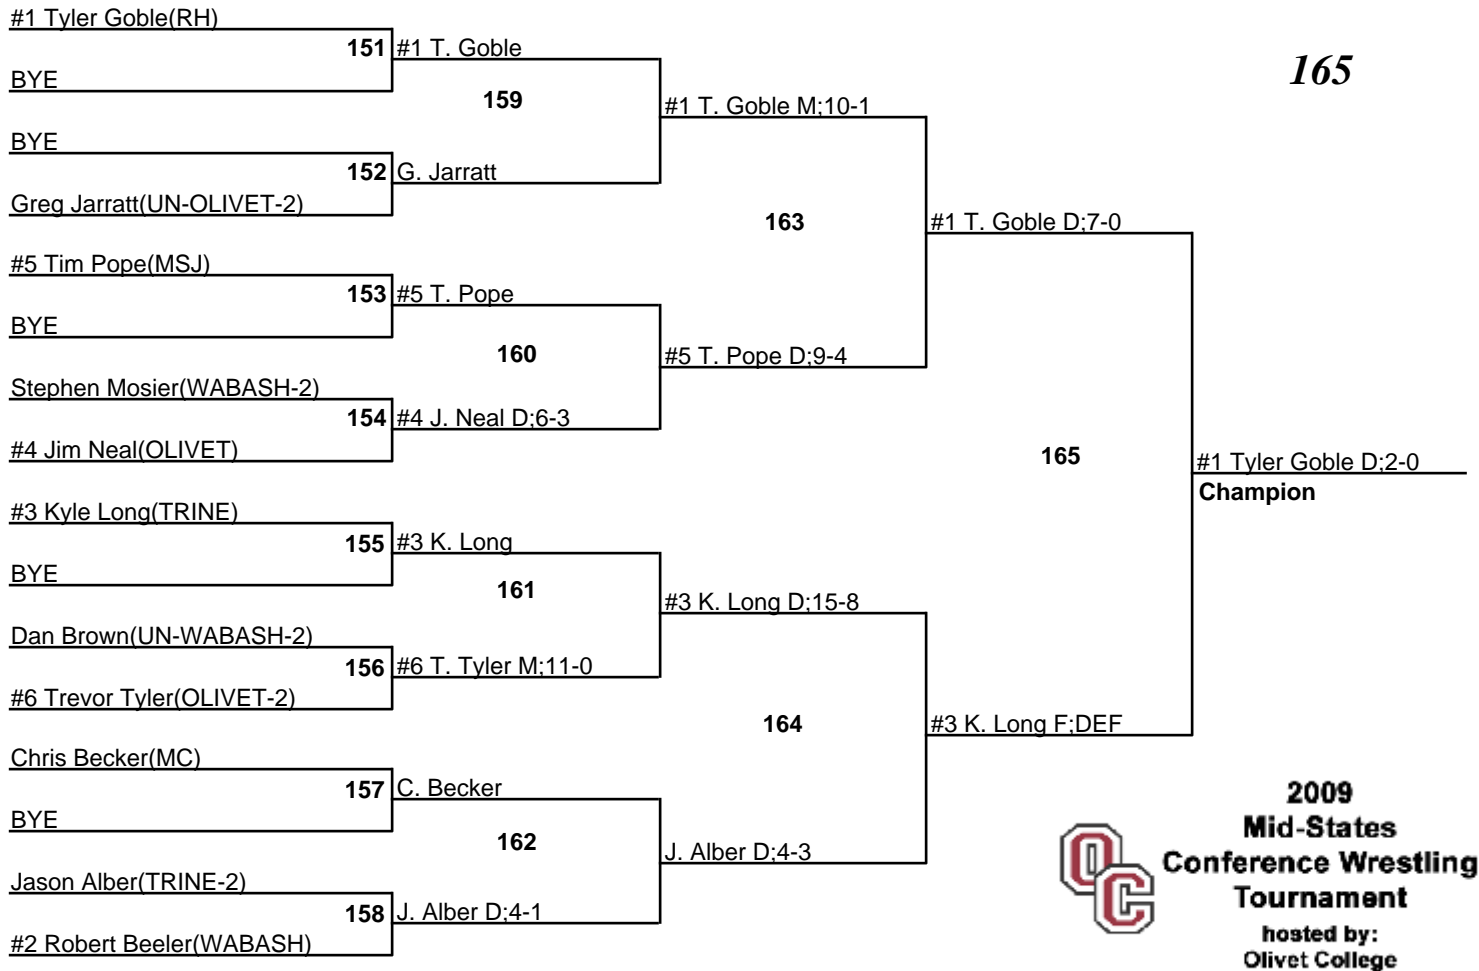 #1 Tyler Goble(RH)
151 #1 T. Goble
BYE
159
#1 T. Goble M;10-1
BYE
152 G. Jarratt
Greg Jarratt(UN-OLIVET-2)
163
#1 T. Goble D;7-0
#5 Tim Pope(MSJ)
153 #5 T. Pope
BYE
160
#5 T. Pope D;9-4
Stephen Mosier(WABASH-2)
154 #4 J. Neal D;6-3
#4 Jim Neal(OLIVET)
165
#1 Tyler Goble D;2-0
Champion
#3 Kyle Long(TRINE)
155 #3 K. Long
BYE
161
#3 K. Long D;15-8
Dan Brown(UN-WABASH-2)
156 #6 T. Tyler M;11-0
#6 Trevor Tyler(OLIVET-2)
164
#3 K. Long F;DEF
Chris Becker(MC)
157 C. Becker
BYE
162
J. Alber D;4-3
Jason Alber(TRINE-2)
158 J. Alber D;4-1
#2 Robert Beeler(WABASH)
165
OC
2009
Mid-States
Conference Wrestling
Tournament
hosted by:
Olivet College